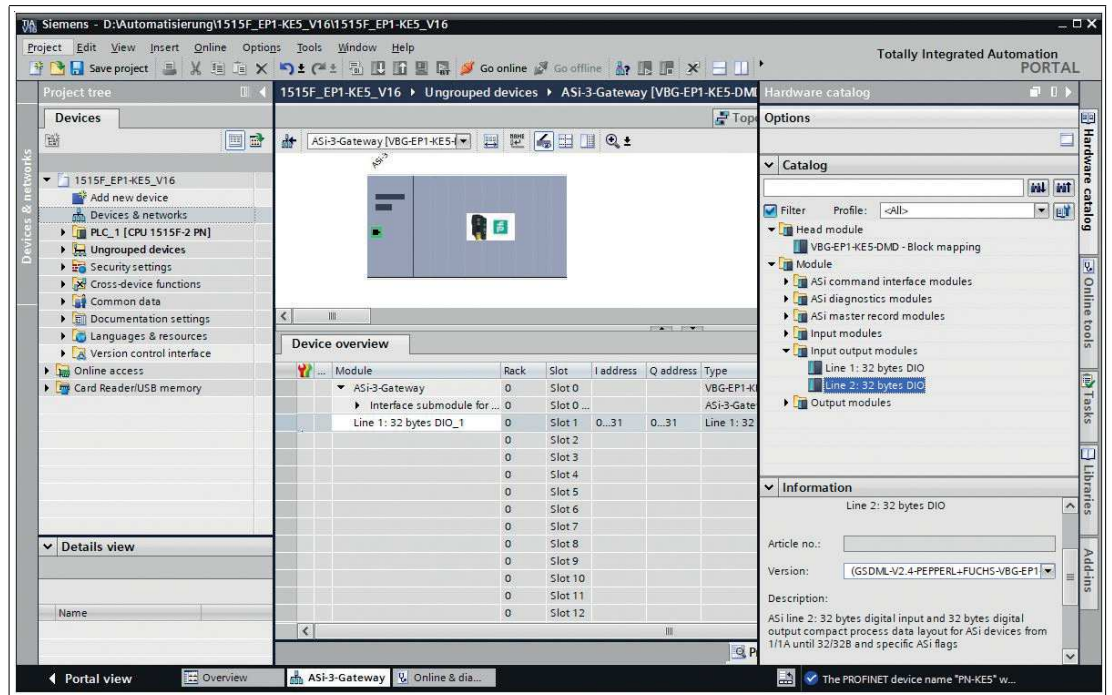 Siemens - D:\Automatisierung\1515F_EP1-KE5_V16\1515F_EP1-KE5_V16
Project Edit View Insert Online Options Tools Window Help
Totally Integrated Automation
PORTAL
Save project Go online Go offline
Project tree
1515F_EP1-KE5_V16 Ungrouped devices ASi-3-Gateway [VBG-EP1-KE5-DM
Hardware catalog
Devices
Topo
Options
ASi-3-Gateway [VBG-EP1-KE5-
ASi-3
1515F_EP1-KE5_V16
Add new device
Devices & networks
PLC_1 [CPU 1515F-2 PN]
Ungrouped devices
Security settings
Cross-device functions
Common data
Documentation settings
Languages & resources
Version control interface
Online access
Card Reader/USB memory
Device overview
... Module Rack Slot I address Q address Type
ASi-3-Gateway 0 Slot 0 VBG-EP1-K
Interface submodule for ... 0 Slot 0 ... ASi-3-Gate
Line 1: 32 bytes DIO_1 0 Slot 1 0...31 0...31 Line 1: 32
0 Slot 2
0 Slot 3
0 Slot 4
0 Slot 5
0 Slot 6
0 Slot 7
0 Slot 8
0 Slot 9
0 Slot 10
0 Slot 11
0 Slot 12
Details view
Name
Catalog
Filter Profile: <All>
Head module
VBG-EP1-KE5-DMD - Block mapping
Module
ASi command interface modules
ASi diagnostics modules
ASi master record modules
Input modules
Input output modules
Line 1: 32 bytes DIO
Line 2: 32 bytes DIO
Output modules
Information
Line 2: 32 bytes DIO
Article no.:
Version: (GSDML-V2.4-PEPPERL+FUCHS-VBG-EP1-
Description:
ASi line 2: 32 bytes digital input and 32 bytes digital
output compact process data layout for ASi devices from
1/1A until 32/32B and specific ASi flags
Devices & networks
Hardware catalog
Online tools
Tasks
Libraries
Add-ins
Portal view Overview ASi-3-Gateway Online & dia... The PROFINET device name "PN-KE5" w...